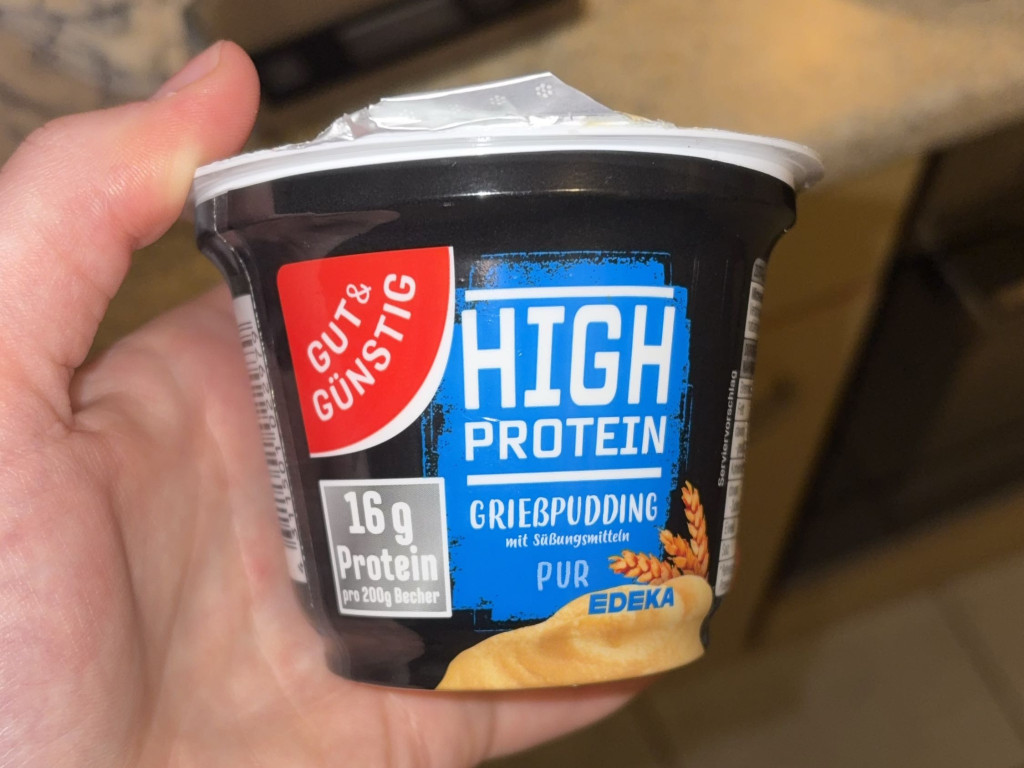 GUT&
GÜNSTIG
HIGH
PROTEIN
16 g
Protein
pro 200g Becher
GRIEẞPUDDING
mit Süßungsmitteln
PUR
EDEKA
Serviervorschlag